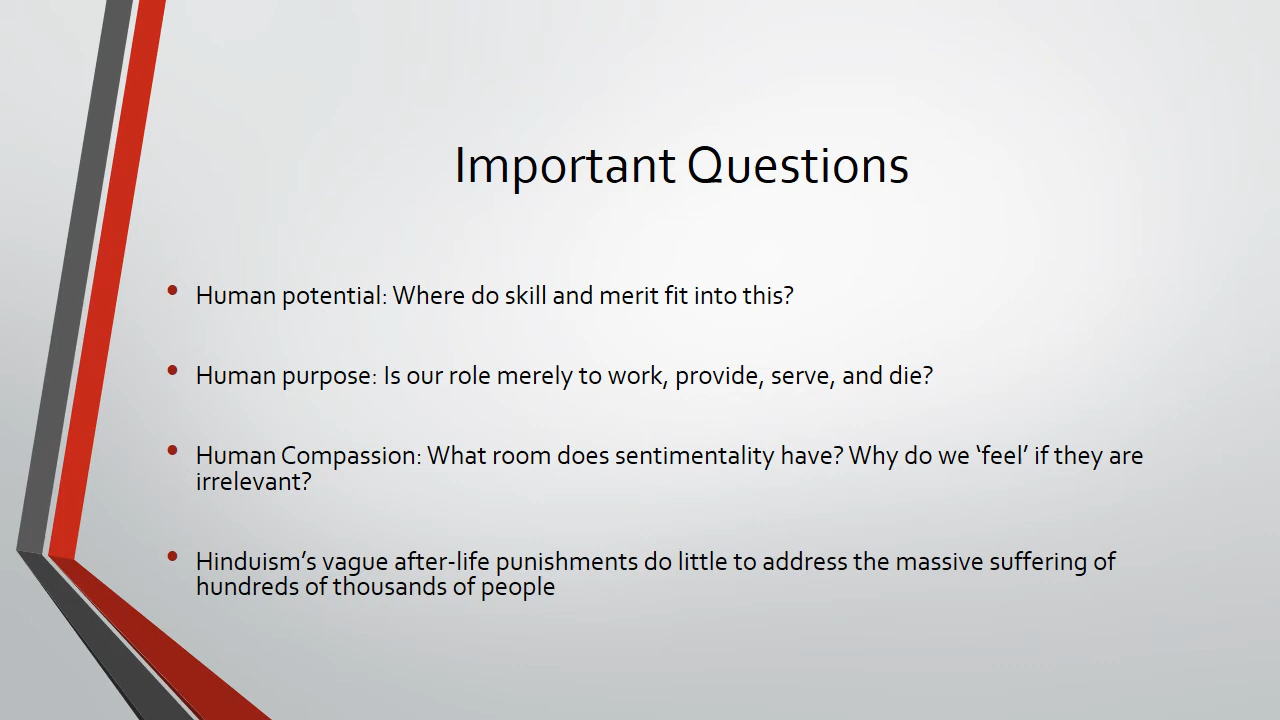 Important Questions
• Human potential: Where do skill and merit fit into this?
• Human purpose: Is our role merely to work, provide, serve, and die?
• Human Compassion: What room does sentimentality have? Why do we ‘feel’ if they are
irrelevant?
• Hinduism’s vague after-life punishments do little to address the massive suffering of
hundreds of thousands of people